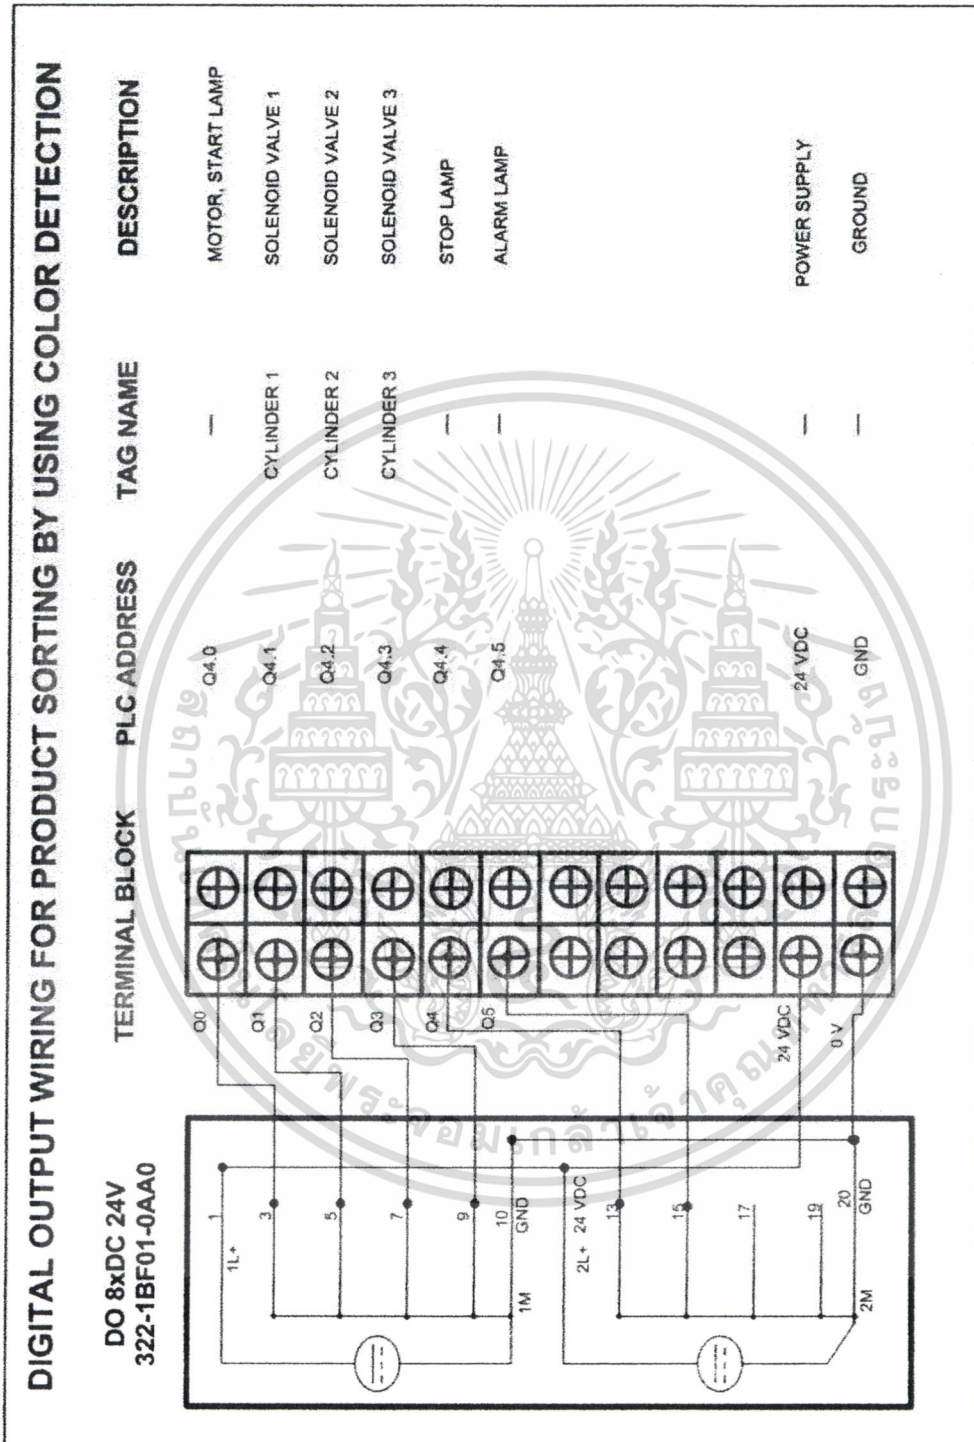 DIGITAL OUTPUT WIRING FOR PRODUCT SORTING BY USING COLOR DETECTION
DO 8xDC 24V
322-1BF01-0AA0
TERMINAL BLOCK PLC ADDRESS TAG NAME DESCRIPTION
1L+ 1
3 Q0 Q4.0 — MOTOR, START LAMP
5 Q1 Q4.1 CYLINDER 1 SOLENOID VALVE 1
7 Q2 Q4.2 CYLINDER 2 SOLENOID VALVE 2
9 Q3 Q4.3 CYLINDER 3 SOLENOID VALVE 3
1M 10 GND
2L+ 24 VDC
13 Q4 Q4.4 — STOP LAMP
15 Q5 Q4.5 — ALARM LAMP
17
19
24 VDC 24 VDC — POWER SUPPLY
2M 20 GND 0 V GND — GROUND